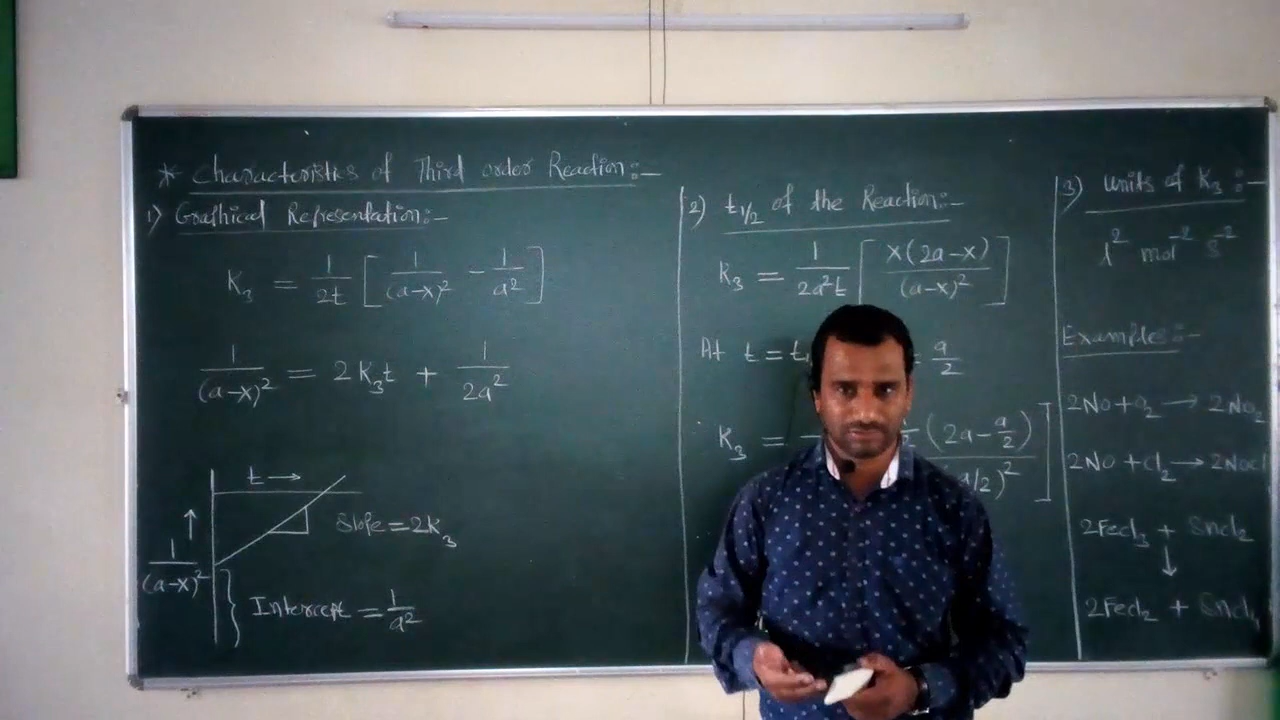 * Characteristics of Third order Reaction:-
1) Graphical Representation:-
K₃ = 1/2t [1/(a-x)² - 1/a²]
1/(a-x)² = 2K₃t + 1/2a²
t →
1/(a-x)² ↑
Slope = 2K₃
Intercept = 1/a²
2) t1/2 of the Reaction:-
K₃ = 1/2a²t [x(2a-x)/(a-x)²]
At t = t = a/2
K₃ = (2a - a/2) /2)² ]
3) Units of K₃ :-
l² mol⁻² s⁻²
Examples:-
2NO + O₂ → 2NO₂
2NO + Cl₂ → 2NOCl
2FeCl₃ + SnCl₂
↓
2FeCl₂ + SnCl₄